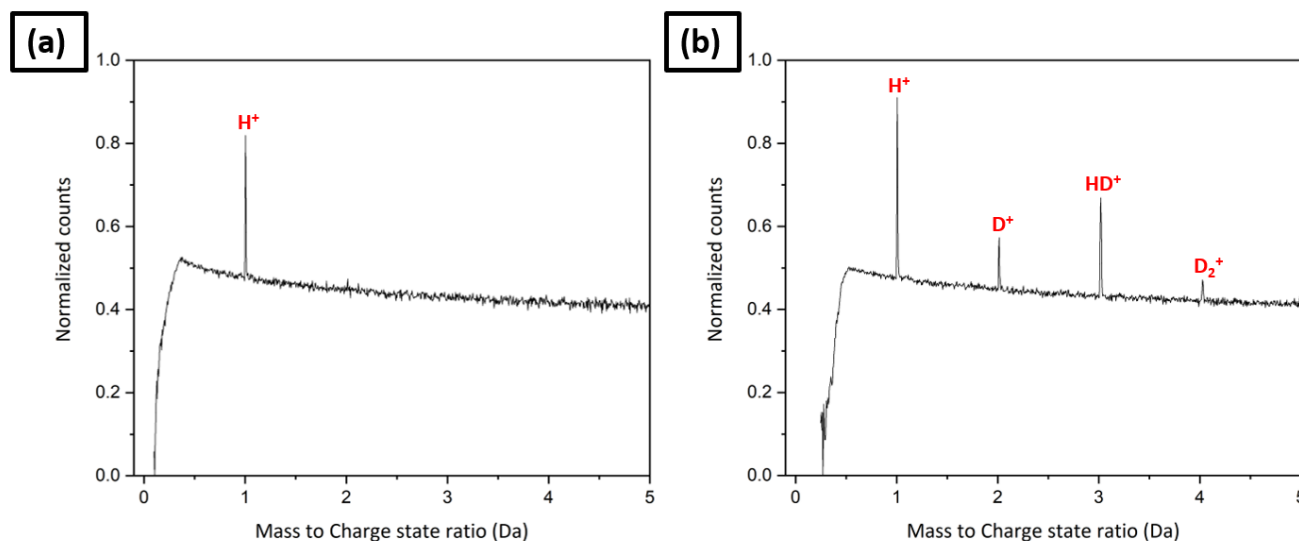 (a)
1.0
0.8
0.6
0.4
0.2
0.0
Normalized counts
H⁺
0
1
2
3
4
5
Mass to Charge state ratio (Da)
(b)
1.0
0.8
0.6
0.4
0.2
0.0
Normalized counts
H⁺
D⁺
HD⁺
D₂⁺
0
1
2
3
4
5
Mass to Charge state ratio (Da)